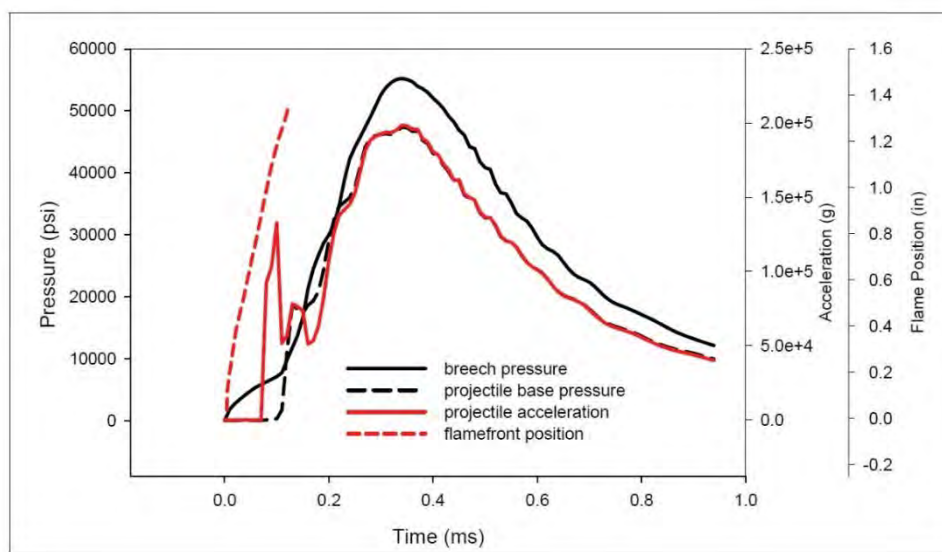 60000
50000
40000
30000
20000
10000
0
Pressure (psi)
2.5e+5
2.0e+5
1.5e+5
1.0e+5
5.0e+4
0.0
Acceleration (g)
1.6
1.4
1.2
1.0
0.8
0.6
0.4
0.2
0.0
-0.2
Flame Position (in)
breech pressure
projectile base pressure
projectile acceleration
flamefront position
0.0 0.2 0.4 0.6 0.8 1.0
Time (ms)